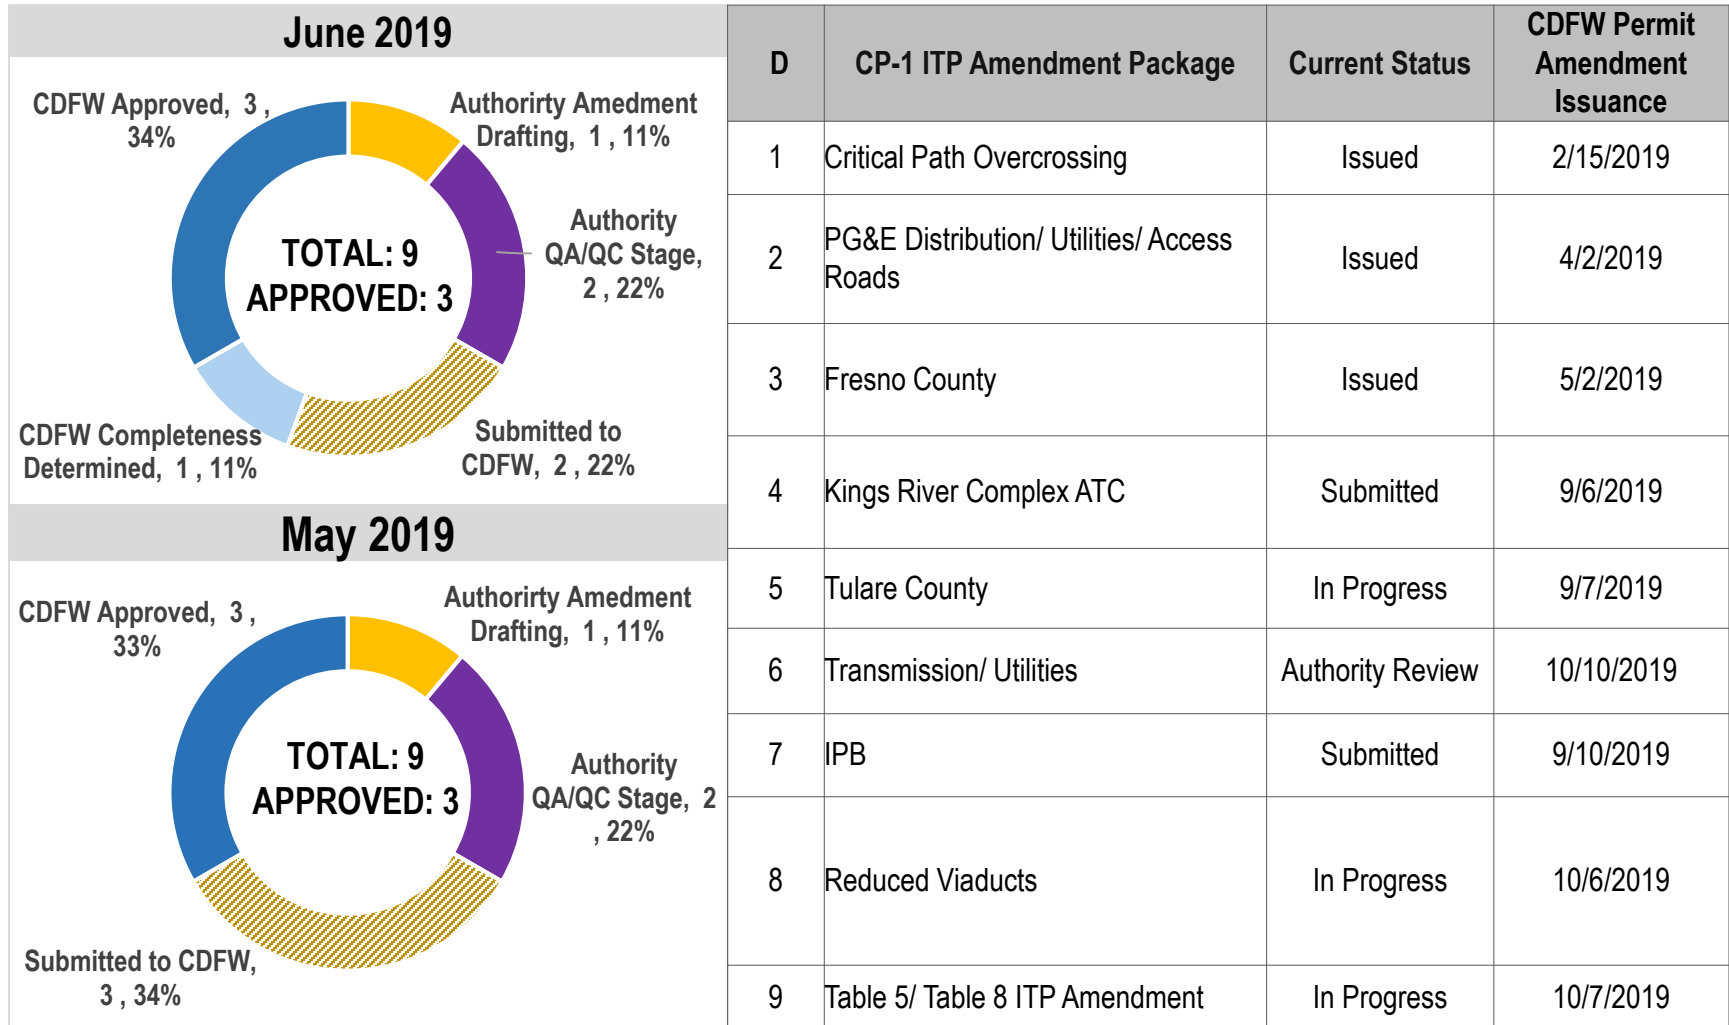 June 2019
CDFW Approved, 3 ,
34%
Authorirty Amedment
Drafting, 1 , 11%
Authority
QA/QC Stage,
2 , 22%
TOTAL: 9
APPROVED: 3
CDFW Completeness
Determined, 1 , 11%
Submitted to
CDFW, 2 , 22%
May 2019
CDFW Approved, 3 ,
33%
Authorirty Amedment
Drafting, 1 , 11%
TOTAL: 9
APPROVED: 3
Authority
QA/QC Stage, 2
, 22%
Submitted to CDFW,
3 , 34%
D CP-1 ITP Amendment Package Current Status CDFW Permit
Amendment
Issuance
1 Critical Path Overcrossing Issued 2/15/2019
2 PG&E Distribution/ Utilities/ Access
Roads Issued 4/2/2019
3 Fresno County Issued 5/2/2019
4 Kings River Complex ATC Submitted 9/6/2019
5 Tulare County In Progress 9/7/2019
6 Transmission/ Utilities Authority Review 10/10/2019
7 IPB Submitted 9/10/2019
8 Reduced Viaducts In Progress 10/6/2019
9 Table 5/ Table 8 ITP Amendment In Progress 10/7/2019